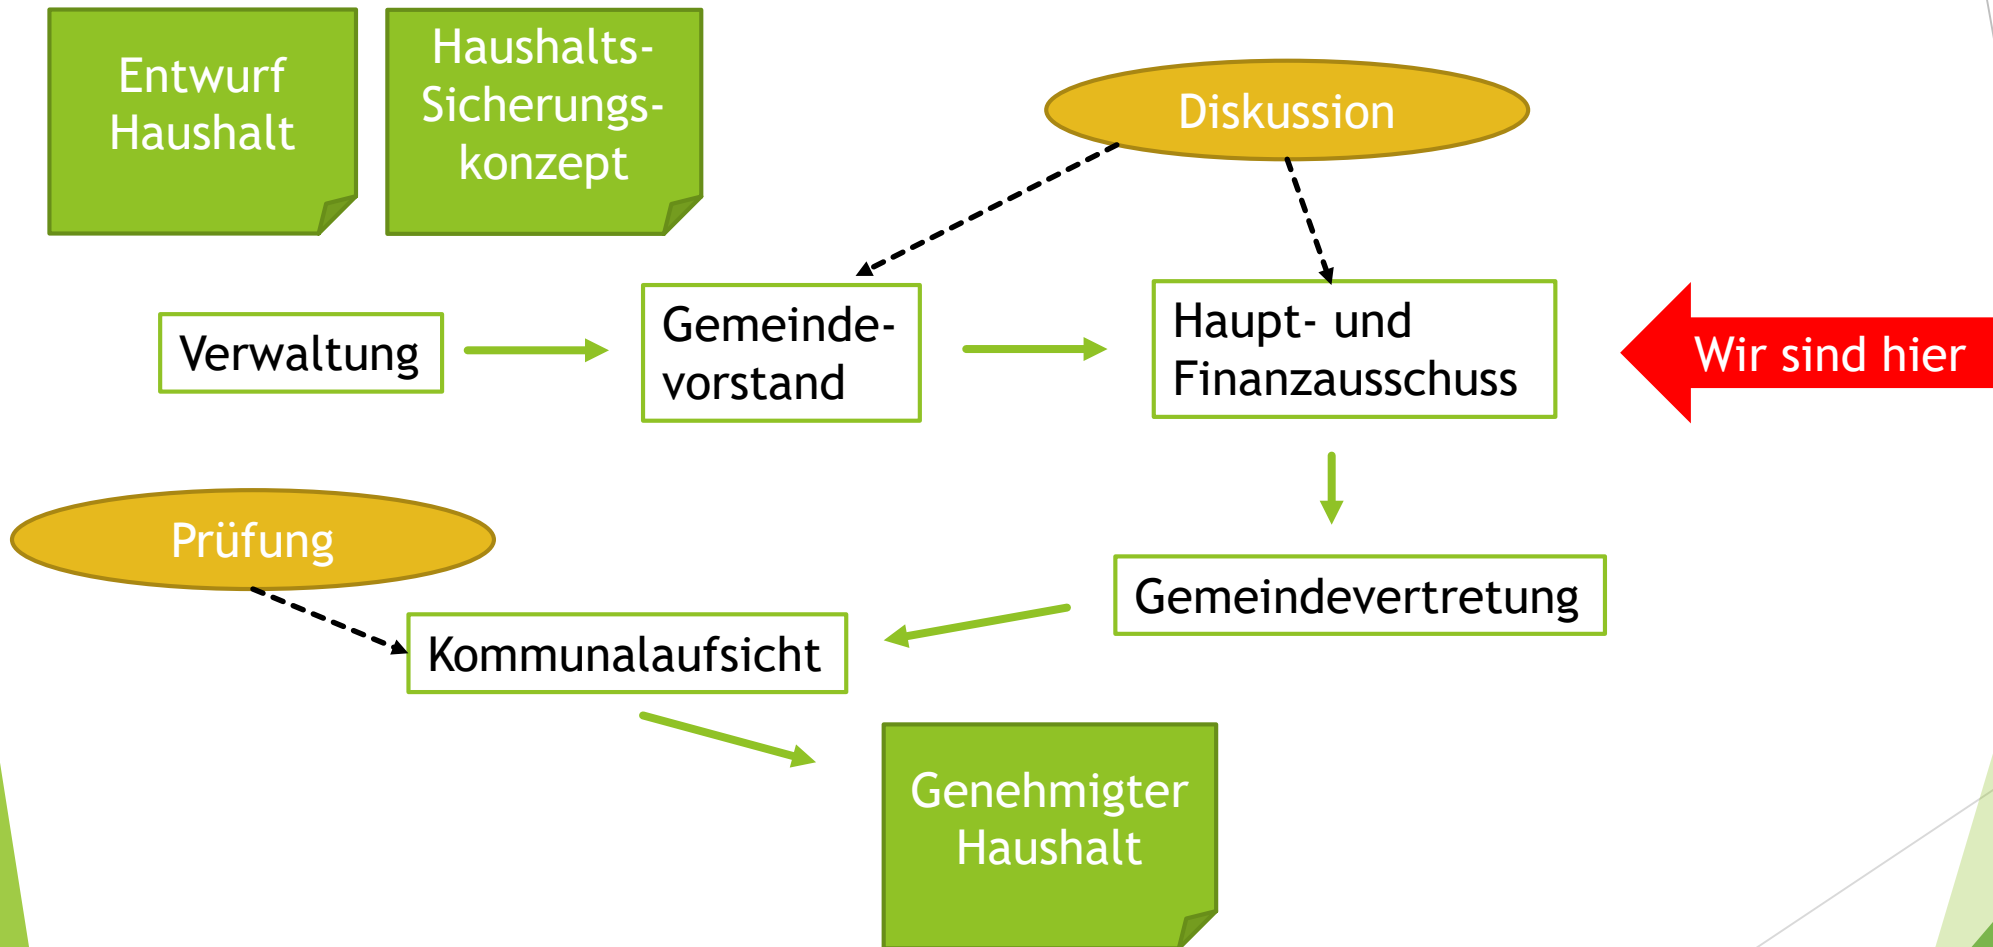 Entwurf
Haushalt
Haushalts-
Sicherungs-
konzept
Diskussion
Verwaltung
Gemeinde-
vorstand
Haupt- und
Finanzausschuss
Wir sind hier
Prüfung
Gemeindevertretung
Kommunalaufsicht
Genehmigter
Haushalt